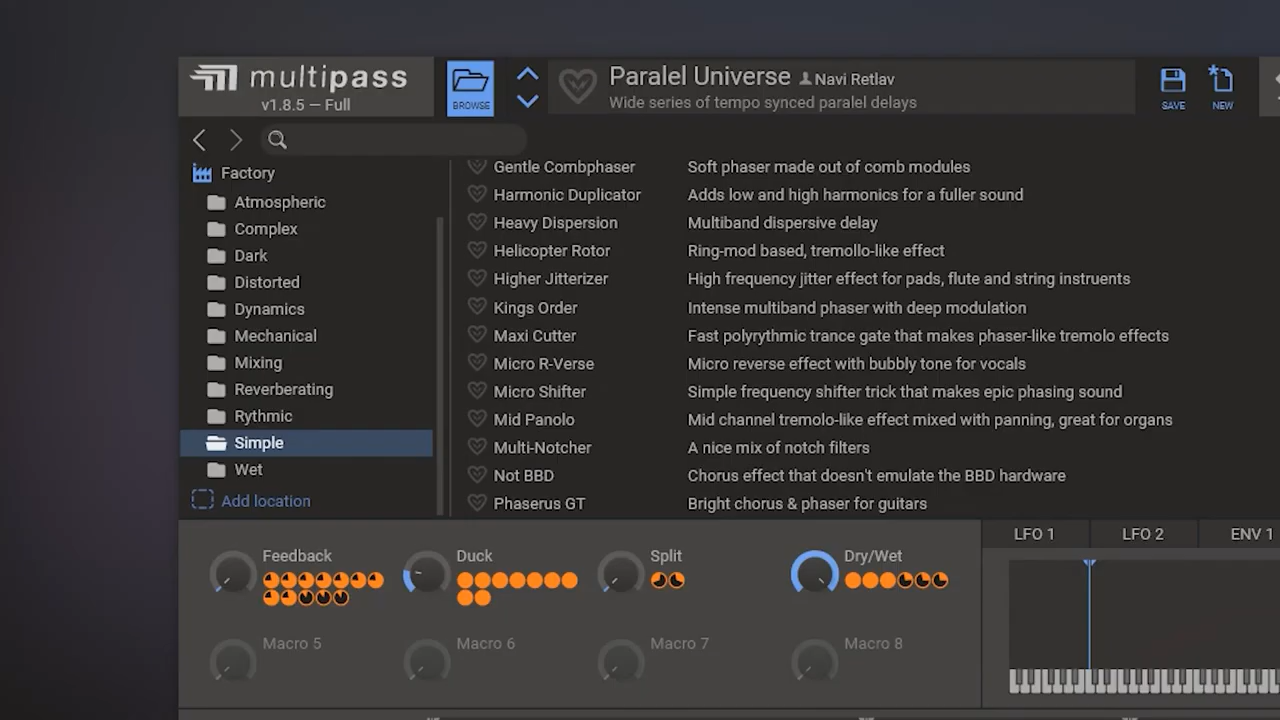 multipass
v1.8.5 — Full
BROWSE
Paralel Universe Navi Retlav
Wide series of tempo synced paralel delays
SAVE
NEW
Factory
Atmospheric
Complex
Dark
Distorted
Dynamics
Mechanical
Mixing
Reverberating
Rythmic
Simple
Wet
Add location
Gentle Combphaser Soft phaser made out of comb modules
Harmonic Duplicator Adds low and high harmonics for a fuller sound
Heavy Dispersion Multiband dispersive delay
Helicopter Rotor Ring-mod based, tremollo-like effect
Higher Jitterizer High frequency jitter effect for pads, flute and string instruents
Kings Order Intense multiband phaser with deep modulation
Maxi Cutter Fast polyrythmic trance gate that makes phaser-like tremolo effects
Micro R-Verse Micro reverse effect with bubbly tone for vocals
Micro Shifter Simple frequency shifter trick that makes epic phasing sound
Mid Panolo Mid channel tremolo-like effect mixed with panning, great for organs
Multi-Notcher A nice mix of notch filters
Not BBD Chorus effect that doesn't emulate the BBD hardware
Phaserus GT Bright chorus & phaser for guitars
Feedback Duck Split Dry/Wet
Macro 5 Macro 6 Macro 7 Macro 8
LFO 1 LFO 2 ENV 1